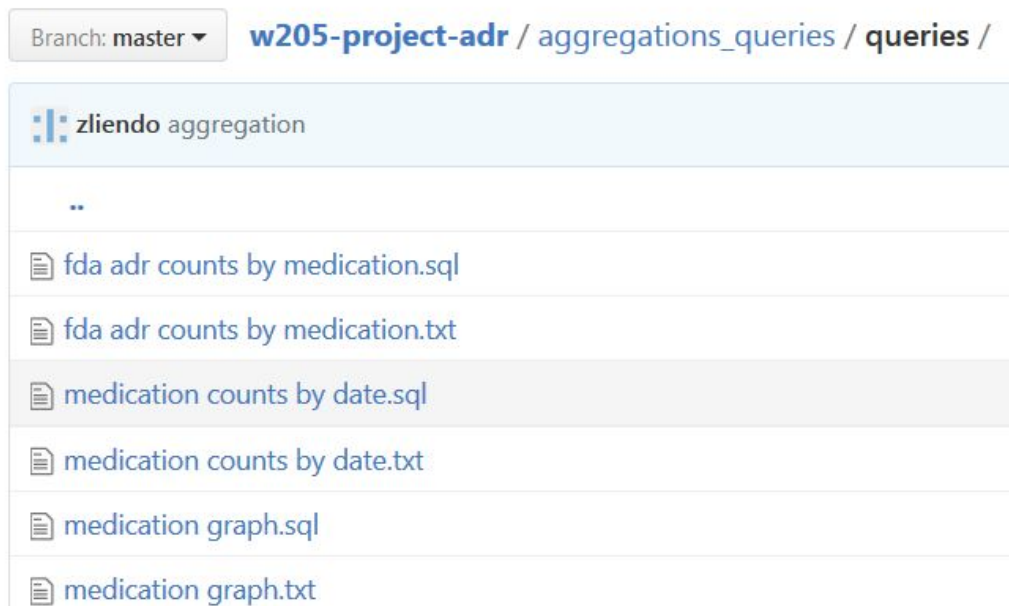 Branch: master w205-project-adr / aggregations_queries / queries /
zliendo aggregation
..
fda adr counts by medication.sql
fda adr counts by medication.txt
medication counts by date.sql
medication counts by date.txt
medication graph.sql
medication graph.txt